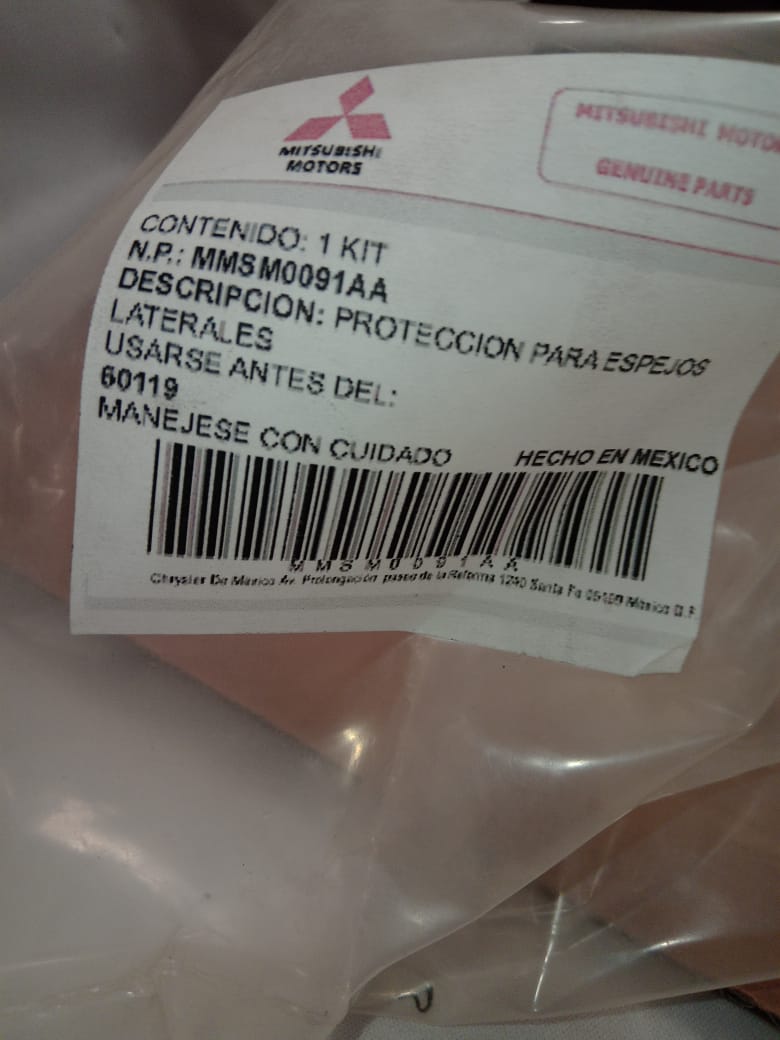 MITSUBISHI
MOTORS
MITSUBISHI MOTO
GENUINE PARTS
CONTENIDO: 1 KIT
N.P.: MMSM0091AA
DESCRIPCION: PROTECCION PARA ESPEJOS
LATERALES
USARSE ANTES DEL:
60119
MANEJESE CON CUIDADO HECHO EN MEXICO
MMSM0091AA
Chrysler De Mexico Av. Prolongación paseo de la Reforma 1240 Santa Fe Mexico D.F.